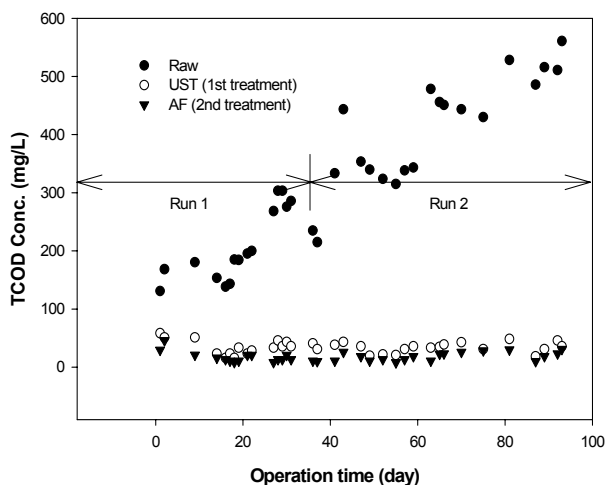 600
500
400
300
200
100
0
TCOD Conc. (mg/L)
Raw
UST (1st treatment)
AF (2nd treatment)
Run 1
Run 2
0 20 40 60 80 100
Operation time (day)